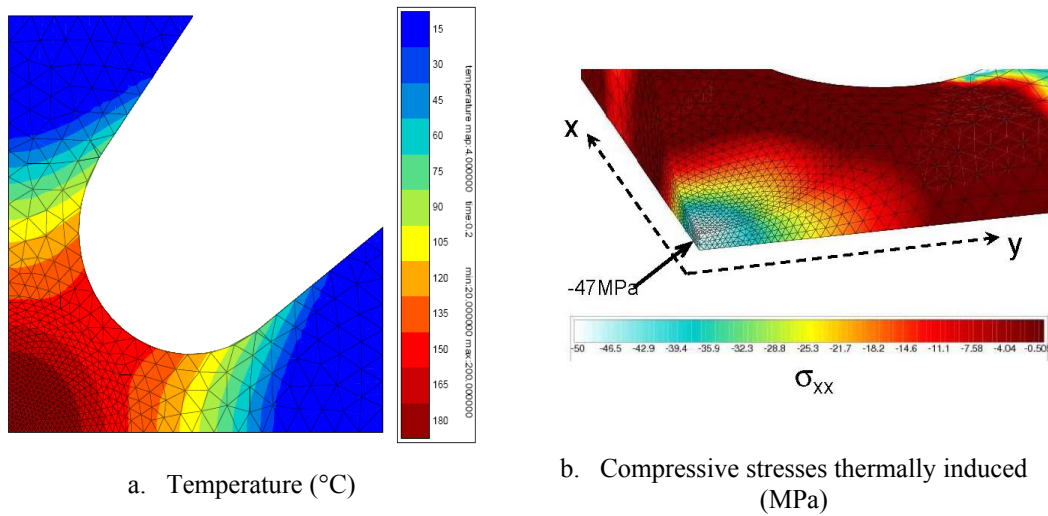 15
30
45
60
75
90
105
120
135
150
165
180
temperature map:4.000000 time:0.2 min:20.000000 max:200.000000
a. Temperature (°C)
x
y
-47MPa
-50 -46.5 -42.9 -39.4 -35.9 -32.3 -28.8 -25.3 -21.7 -18.2 -14.6 -11.1 -7.58 -4.04 -0.505
σxx
b. Compressive stresses thermally induced
(MPa)